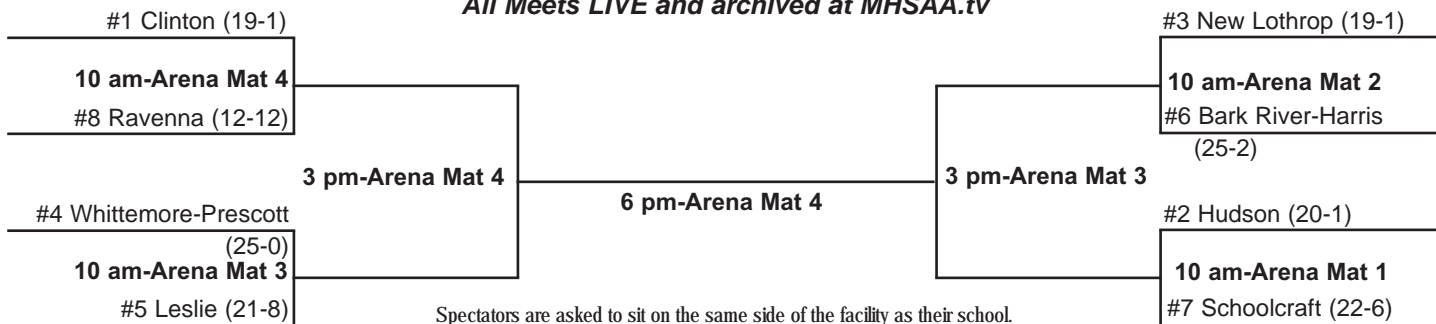 All Meets LIVE and archived at MHSAA.tv
#1 Clinton (19-1)
10 am-Arena Mat 4
#8 Ravenna (12-12)
3 pm-Arena Mat 4
#4 Whittemore-Prescott
(25-0)
10 am-Arena Mat 3
#5 Leslie (21-8)
6 pm-Arena Mat 4
#3 New Lothrop (19-1)
10 am-Arena Mat 2
#6 Bark River-Harris
(25-2)
3 pm-Arena Mat 3
#2 Hudson (20-1)
10 am-Arena Mat 1
#7 Schoolcraft (22-6)
Spectators are asked to sit on the same side of the facility as their school.